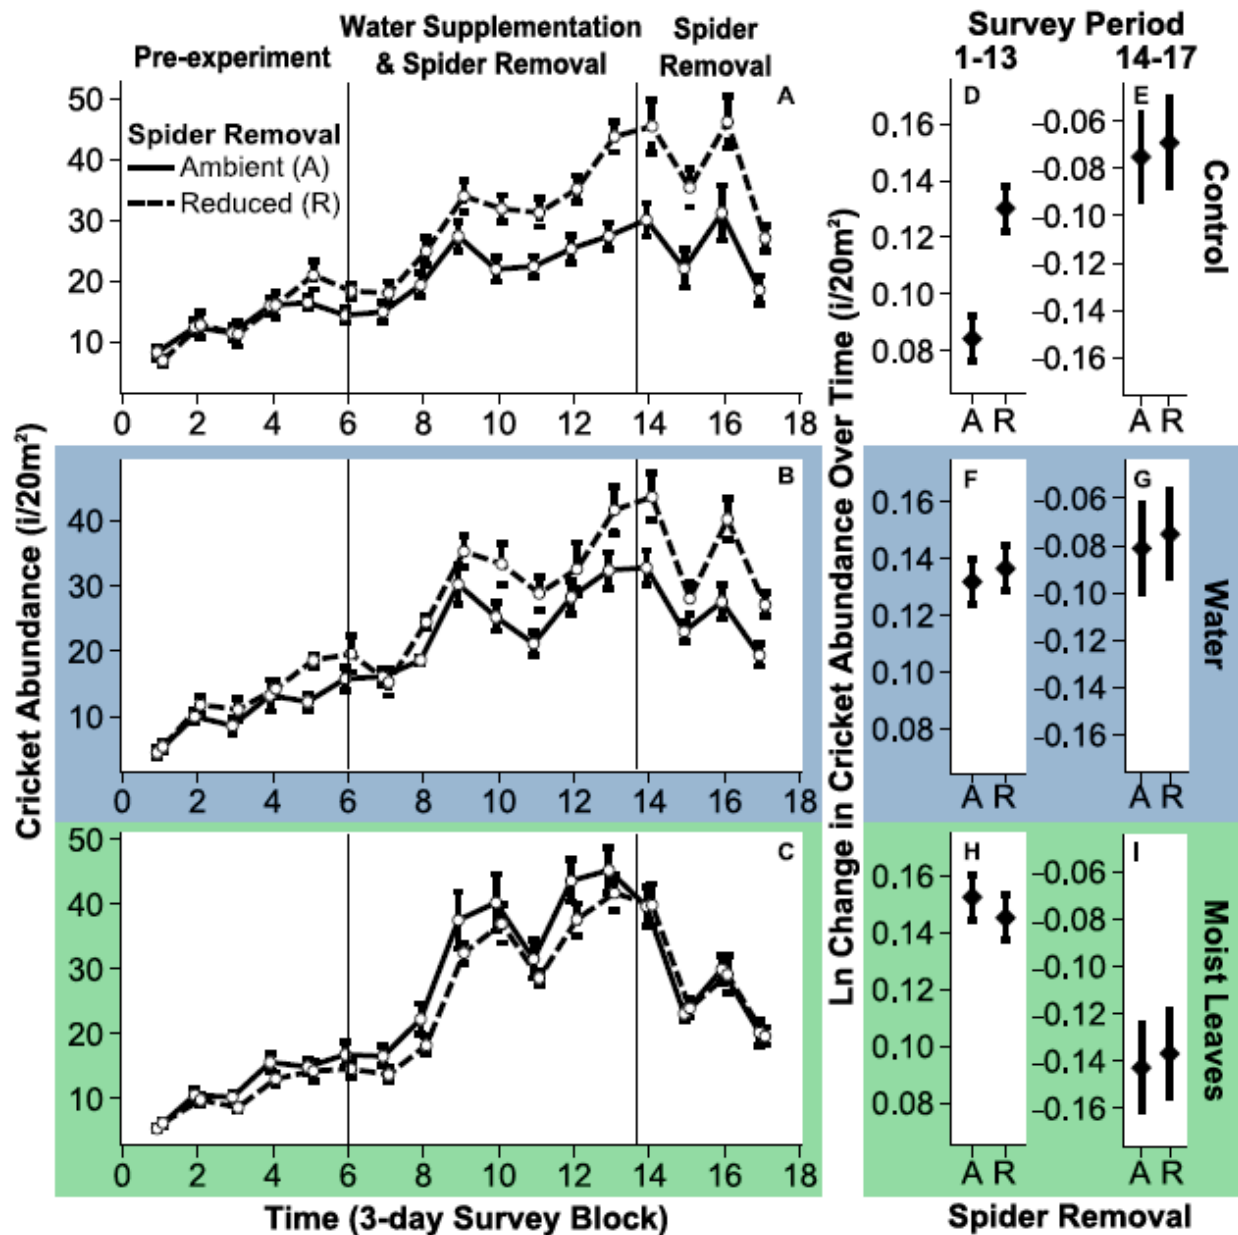 Pre-experiment
Water Supplementation
& Spider Removal
Spider
Removal
Survey Period
1-13
14-17
A
Spider Removal
Ambient (A)
Reduced (R)
50
40
30
20
10
0 2 4 6 8 10 12 14 16 18
B
40
30
20
10
0 2 4 6 8 10 12 14 16 18
C
50
40
30
20
10
0 2 4 6 8 10 12 14 16 18
Cricket Abundance (i/20m²)
Time (3-day Survey Block)
Ln Change in Cricket Abundance Over Time (i/20m²)
D
0.16
0.14
0.12
0.10
0.08
A R
E
-0.06
-0.08
-0.10
-0.12
-0.14
-0.16
A R
Control
F
0.16
0.14
0.12
0.10
0.08
A R
G
-0.06
-0.08
-0.10
-0.12
-0.14
-0.16
A R
Water
H
0.16
0.14
0.12
0.10
0.08
A R
I
-0.06
-0.08
-0.10
-0.12
-0.14
-0.16
A R
Moist Leaves
Spider Removal